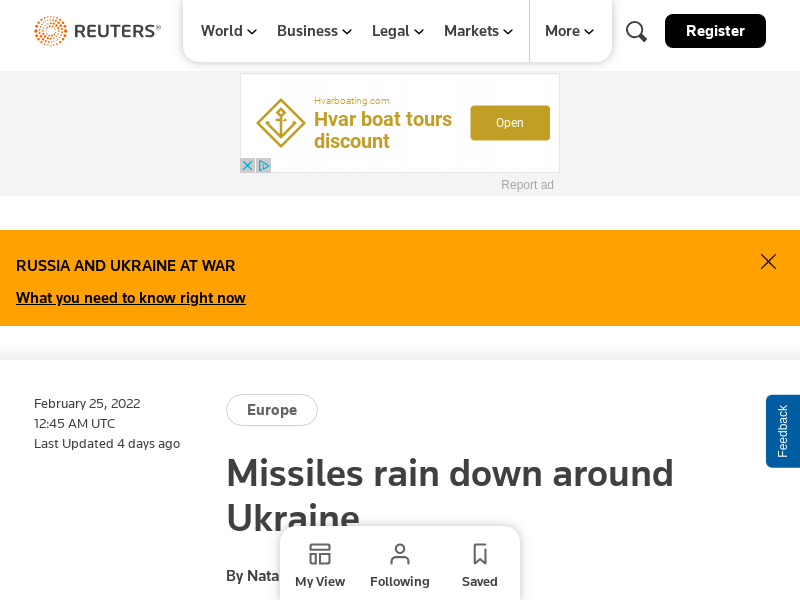 REUTERS®
World
Business
Legal
Markets
More
Register
Hvarboating.com
Hvar boat tours
discount
Open
Report ad
RUSSIA AND UKRAINE AT WAR
What you need to know right now
February 25, 2022
12:45 AM UTC
Last Updated 4 days ago
Europe
Feedback
Missiles rain down around
Ukraine
By
My View
Following
Saved